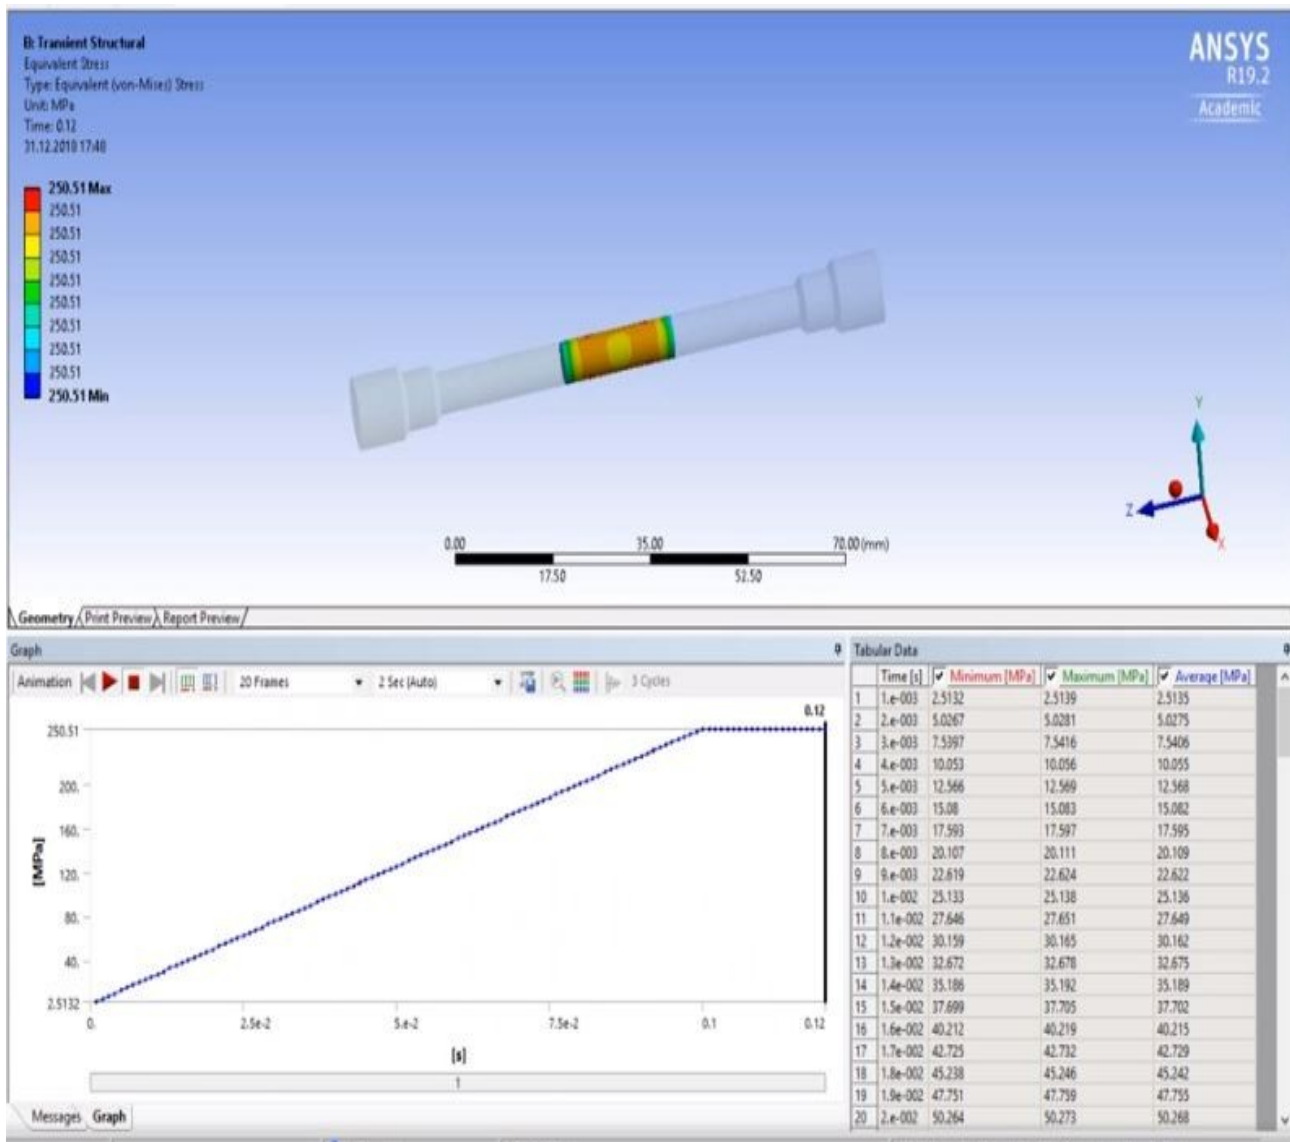 B: Transient Structural
Equivalent Stress
Type: Equivalent (von-Mises) Stress
Unit: MPa
Time: 0.12
31.12.2018 17:48
ANSYS
R19.2
Academic
250.51 Max
250.51
250.51
250.51
250.51
250.51
250.51
250.51
250.51
250.51 Min
Y
Z
X
0.00 35.00 70.00 (mm)
17.50 52.50
Geometry Print Preview Report Preview
Graph
Animation 20 Frames 2 Sec (Auto) 3 Cycles
0.12
250.51
200.
160.
120.
80.
40.
2.5132
[MPa]
0. 2.5e-2 5.e-2 7.5e-2 0.1 0.12
[s]
1
Messages Graph
Tabular Data
Time [s] Minimum [MPa] Maximum [MPa] Average [MPa]
1 1.e-003 2.5132 2.5139 2.5135
2 2.e-003 5.0267 5.0281 5.0275
3 3.e-003 7.5397 7.5416 7.5406
4 4.e-003 10.053 10.056 10.055
5 5.e-003 12.566 12.569 12.568
6 6.e-003 15.08 15.083 15.082
7 7.e-003 17.593 17.597 17.595
8 8.e-003 20.107 20.111 20.109
9 9.e-003 22.619 22.624 22.622
10 1.e-002 25.133 25.138 25.136
11 1.1e-002 27.646 27.651 27.649
12 1.2e-002 30.159 30.165 30.162
13 1.3e-002 32.672 32.678 32.675
14 1.4e-002 35.186 35.192 35.189
15 1.5e-002 37.699 37.705 37.702
16 1.6e-002 40.212 40.219 40.215
17 1.7e-002 42.725 42.732 42.729
18 1.8e-002 45.238 45.246 45.242
19 1.9e-002 47.751 47.759 47.755
20 2.e-002 50.264 50.273 50.268